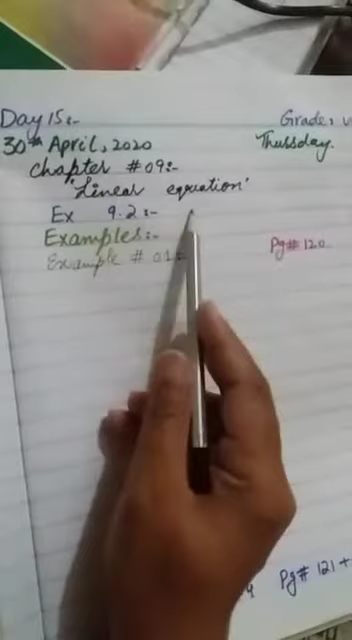 Day 15:-
Grade: V
30th April, 2020
Thursday.
Chapter # 09:-
'Linear equation'
Ex 9.2:-
Examples:-
Pg# 120
Example # 01:-
Pg# 121 +